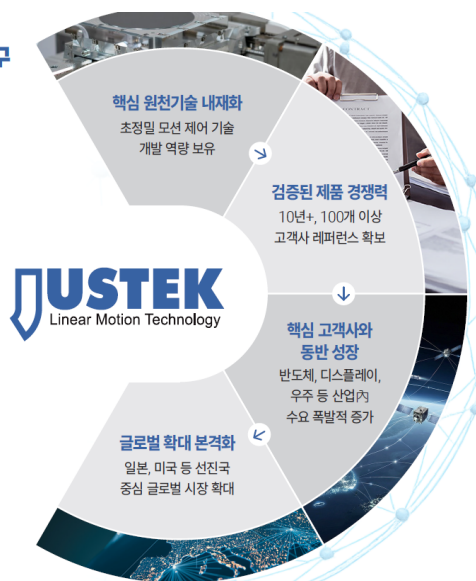 구
핵심 원천기술 내재화
초정밀 모션 제어 기술
개발 역량 보유
검증된 제품 경쟁력
10년+, 100개 이상
고객사 레퍼런스 확보
JUSTEK
Linear Motion Technology
핵심 고객사와
동반 성장
반도체, 디스플레이,
우주 등 산업內
수요 폭발적 증가
글로벌 확대 본격화
일본, 미국 등 선진국
중심 글로벌 시장 확대